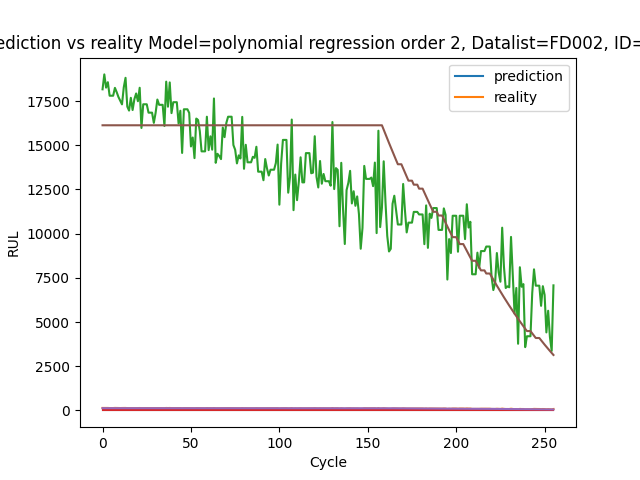 ediction vs reality Model=polynomial regression order 2, Datalist=FD002, ID=
prediction
reality
17500
15000
12500
10000
7500
5000
2500
0
RUL
0 50 100 150 200 250
Cycle